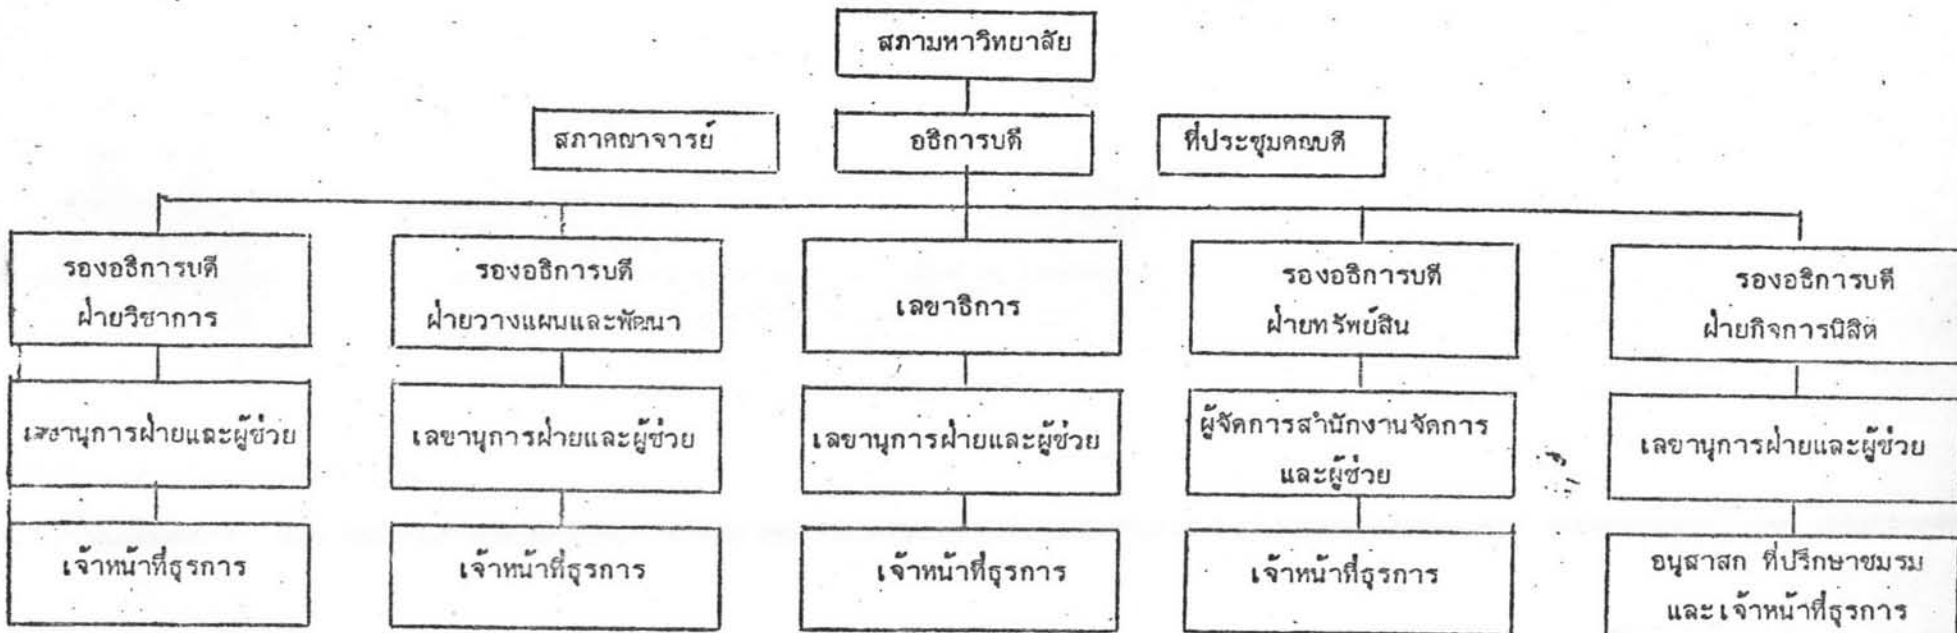 สภามหาวิทยาลัย
สภาคณาจารย์
อธิการบดี
ที่ประชุมคณบดี
รองอธิการบดี
ฝ่ายวิชาการ
รองอธิการบดี
ฝ่ายวางแผนและพัฒนา
เลขาธิการ
รองอธิการบดี
ฝ่ายทรัพย์สิน
รองอธิการบดี
ฝ่ายกิจการนิสิต
เลขานุการฝ่ายและผู้ช่วย
เลขานุการฝ่ายและผู้ช่วย
เลขานุการฝ่ายและผู้ช่วย
ผู้จัดการสำนักงานจัดการ
และผู้ช่วย
เลขานุการฝ่ายและผู้ช่วย
เจ้าหน้าที่ธุรการ
เจ้าหน้าที่ธุรการ
เจ้าหน้าที่ธุรการ
เจ้าหน้าที่ธุรการ
อนุสาสก ที่ปรึกษาชมรม
และเจ้าหน้าที่ธุรการ